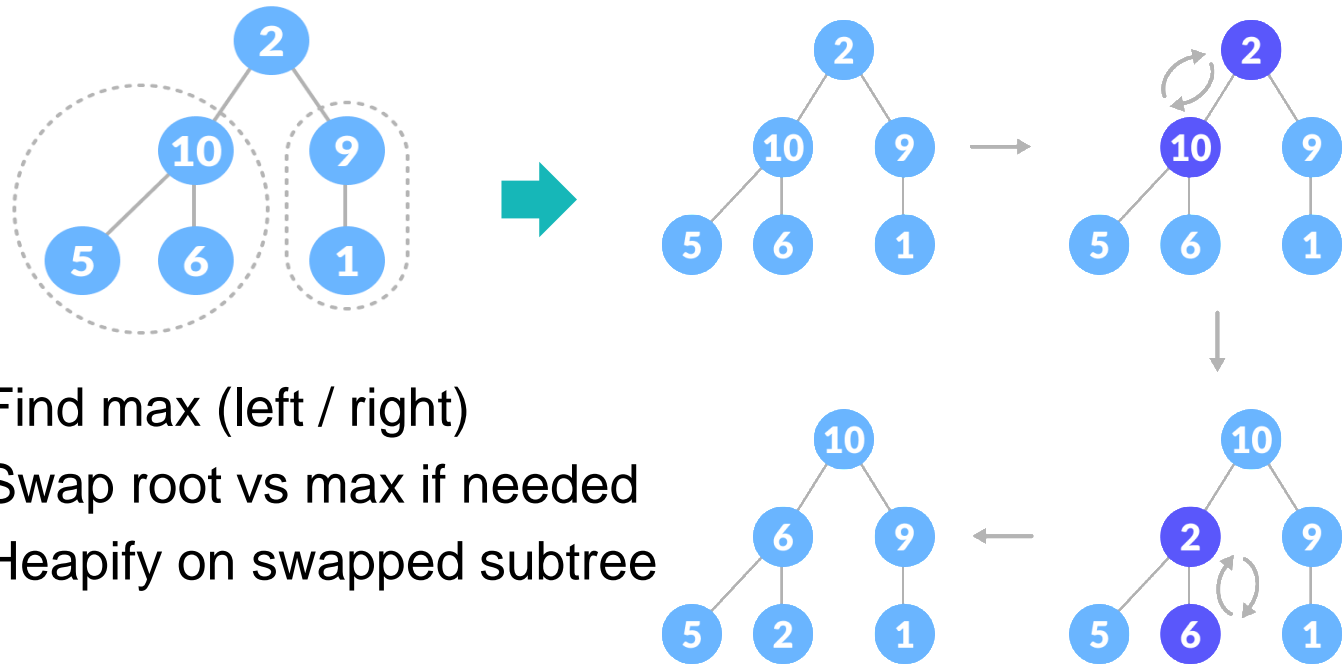 2
10 9
5 6 1
2
10 9
5 6 1
2
10 9
5 6 1
Find max (left / right)
Swap root vs max if needed
Heapify on swapped subtree
10
6 9
5 2 1
10
2 9
5 6 1